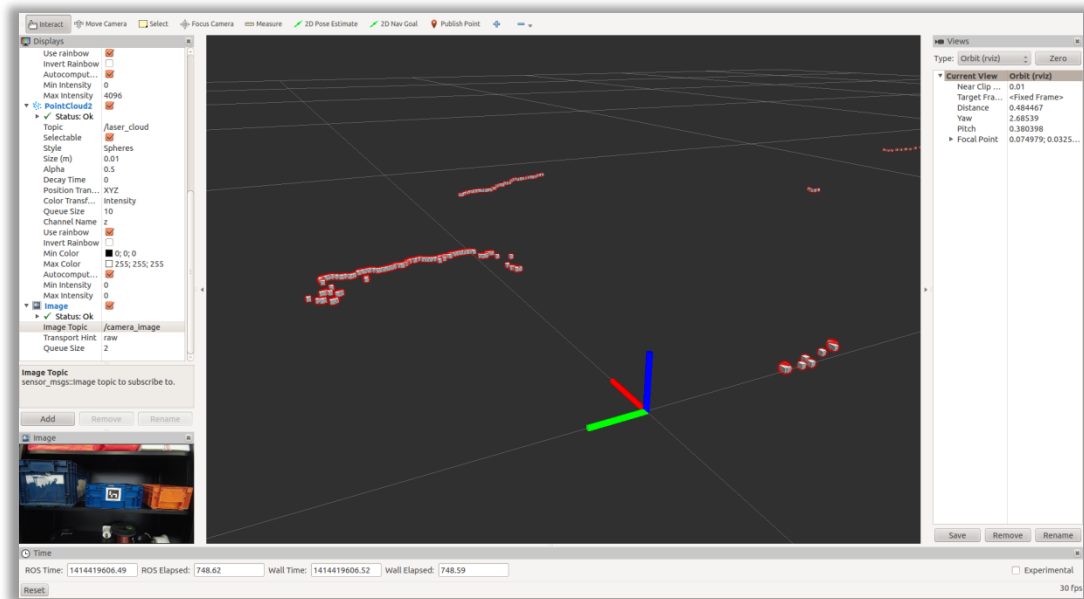 Interact Move Camera Select Focus Camera Measure 2D Pose Estimate 2D Nav Goal Publish Point
Displays
Use rainbow
Invert Rainbow
Autocomput...
Min Intensity 0
Max Intensity 4096
PointCloud2
Status: Ok
Topic /laser_cloud
Selectable
Style Spheres
Size (m) 0.01
Alpha 0.5
Decay Time 0
Position Tran... XYZ
Color Transf... Intensity
Queue Size 10
Channel Name z
Use rainbow
Invert Rainbow
Min Color 0; 0; 0
Max Color 255; 255; 255
Autocomput...
Min Intensity 0
Max Intensity 0
Image
Status: Ok
Image Topic /camera_image
Transport Hint raw
Queue Size 2
Image Topic
sensor_msgs::Image topic to subscribe to.
Add Remove Rename
Image
Views
Type: Orbit (rviz) Zero
Current View Orbit (rviz)
Near Clip ... 0.01
Target Fra... <Fixed Frame>
Distance 0.484467
Yaw 2.68539
Pitch 0.380398
Focal Point 0.074979; 0.0325...
Save Remove Rename
Time
ROS Time: 1414419606.49 ROS Elapsed: 748.62 Wall Time: 1414419606.52 Wall Elapsed: 748.59 Experimental
Reset 30 fps